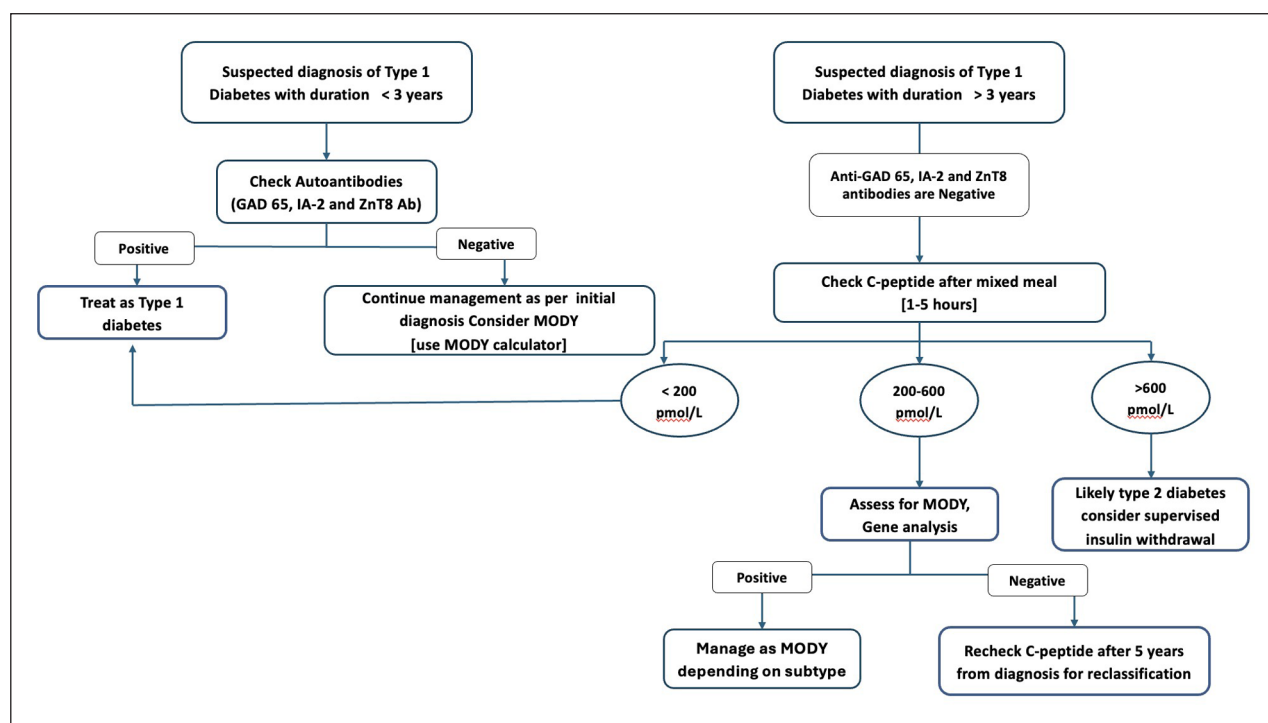 Suspected diagnosis of Type 1
Diabetes with duration < 3 years
Check Autoantibodies
(GAD 65, IA-2 and ZnT8 Ab)
Positive
Negative
Treat as Type 1
diabetes
Continue management as per initial
diagnosis Consider MODY
[use MODY calculator]
Suspected diagnosis of Type 1
Diabetes with duration > 3 years
Anti-GAD 65, IA-2 and ZnT8
antibodies are Negative
Check C-peptide after mixed meal
[1-5 hours]
< 200
pmol/L
200-600
pmol/L
>600
pmol/L
Assess for MODY,
Gene analysis
Likely type 2 diabetes
consider supervised
insulin withdrawal
Positive
Negative
Manage as MODY
depending on subtype
Recheck C-peptide after 5 years
from diagnosis for reclassification